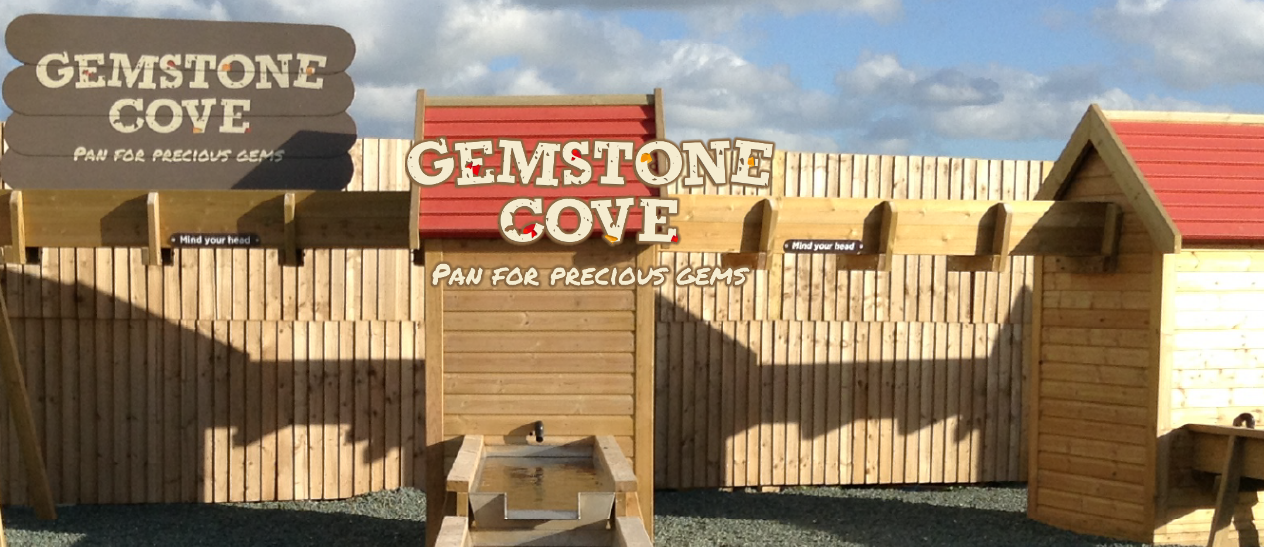 GEMSTONE
COVE
PAN FOR PRECIOUS GEMS
GEMSTONE
COVE
PAN FOR PRECIOUS GEMS
Mind your head
Mind your head